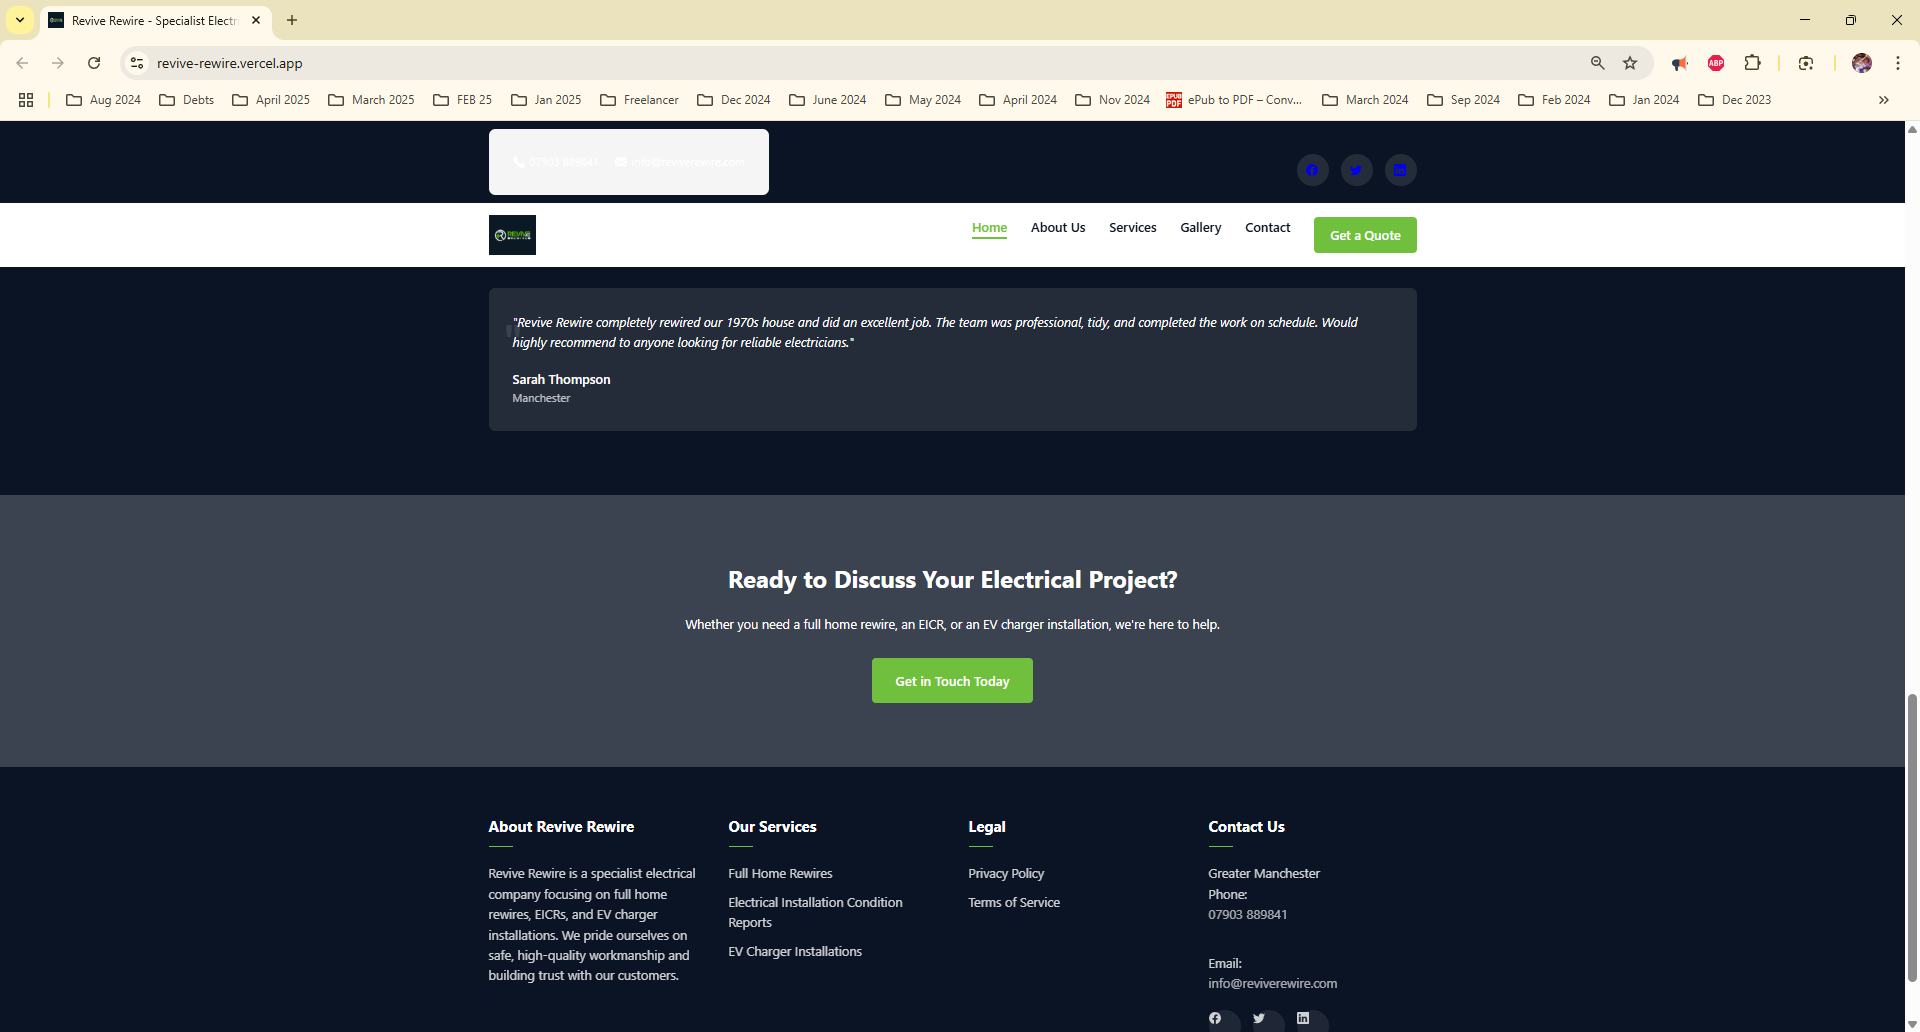 Revive Rewire - Specialist Electri
revive-rewire.vercel.app
ABP
Aug 2024
Debts
April 2025
March 2025
FEB 25
Jan 2025
Freelancer
Dec 2024
June 2024
May 2024
April 2024
Nov 2024
EPUB PDF
ePub to PDF – Conv...
March 2024
Sep 2024
Feb 2024
Jan 2024
Dec 2023
07903 889841
info@reviverewire.com
REVIVE
Home
About Us
Services
Gallery
Contact
Get a Quote
"Revive Rewire completely rewired our 1970s house and did an excellent job. The team was professional, tidy, and completed the work on schedule. Would
highly recommend to anyone looking for reliable electricians."
Sarah Thompson
Manchester
Ready to Discuss Your Electrical Project?
Whether you need a full home rewire, an EICR, or an EV charger installation, we're here to help.
Get in Touch Today
About Revive Rewire
Revive Rewire is a specialist electrical
company focusing on full home
rewires, EICRs, and EV charger
installations. We pride ourselves on
safe, high-quality workmanship and
building trust with our customers.
Our Services
Full Home Rewires
Electrical Installation Condition
Reports
EV Charger Installations
Legal
Privacy Policy
Terms of Service
Contact Us
Greater Manchester
Phone:
07903 889841
Email:
info@reviverewire.com